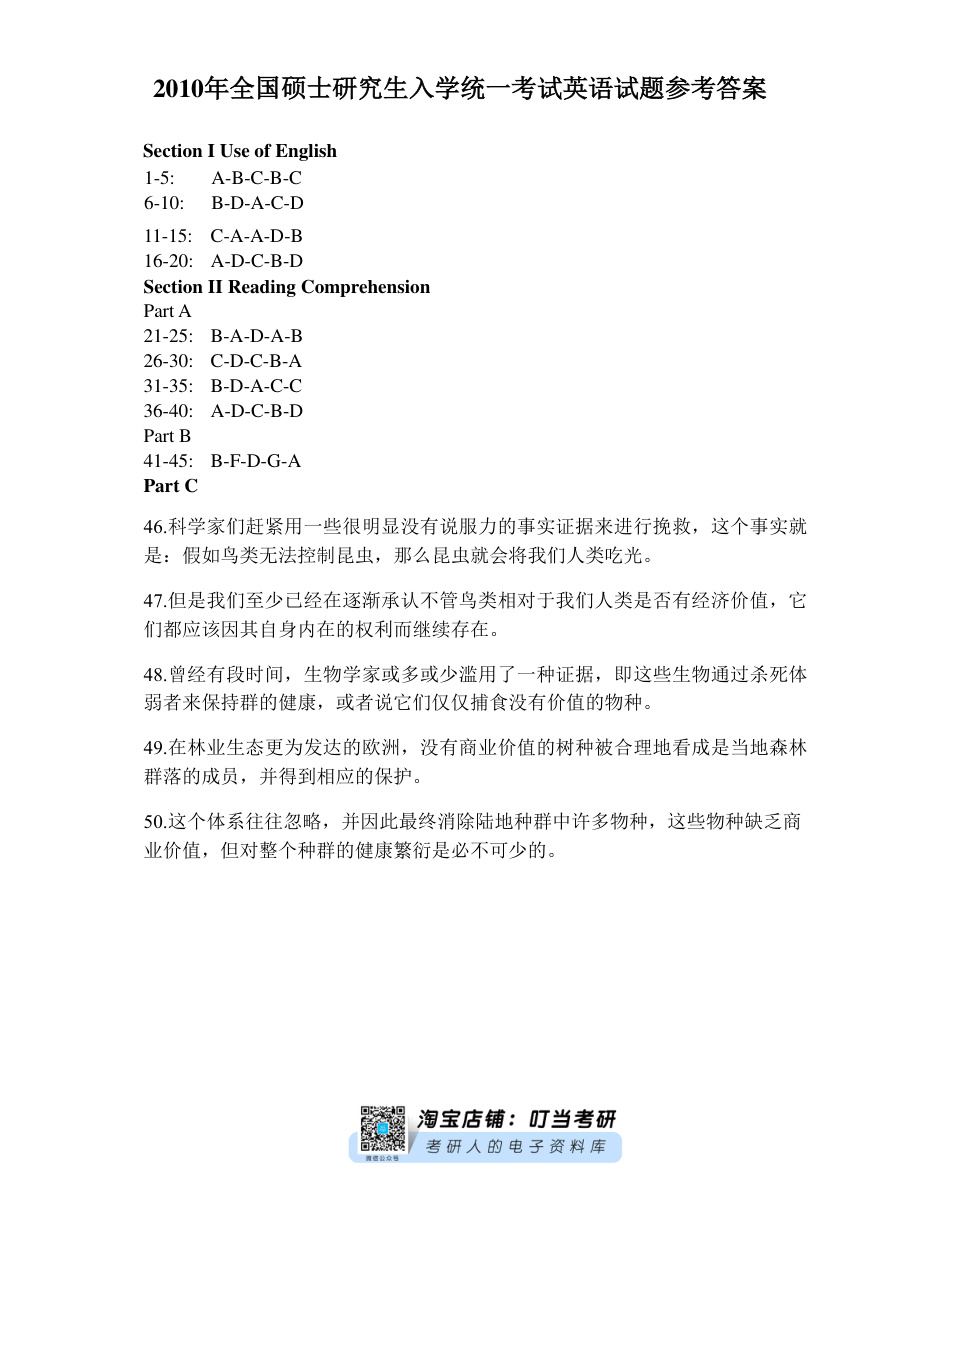 2010年全国硕士研究生入学统一考试英语试题参考答案
Section I Use of English
1-5: A-B-C-B-C
6-10: B-D-A-C-D
11-15: C-A-A-D-B
16-20: A-D-C-B-D
Section II Reading Comprehension
Part A
21-25: B-A-D-A-B
26-30: C-D-C-B-A
31-35: B-D-A-C-C
36-40: A-D-C-B-D
Part B
41-45: B-F-D-G-A
Part C
46.科学家们赶紧用一些很明显没有说服力的事实证据来进行挽救，这个事实就
是：假如鸟类无法控制昆虫，那么昆虫就会将我们人类吃光。
47.但是我们至少已经在逐渐承认不管鸟类相对于我们人类是否有经济价值，它
们都应该因其自身内在的权利而继续存在。
48.曾经有段时间，生物学家或多或少滥用了一种证据，即这些生物通过杀死体
弱者来保持群的健康，或者说它们仅仅捕食没有价值的物种。
49.在林业生态更为发达的欧洲，没有商业价值的树种被合理地看成是当地森林
群落的成员，并得到相应的保护。
50.这个体系往往忽略，并因此最终消除陆地种群中许多物种，这些物种缺乏商
业价值，但对整个种群的健康繁衍是必不可少的。
淘宝店铺：叮当考研
考研人的电子资料库
微信公众号